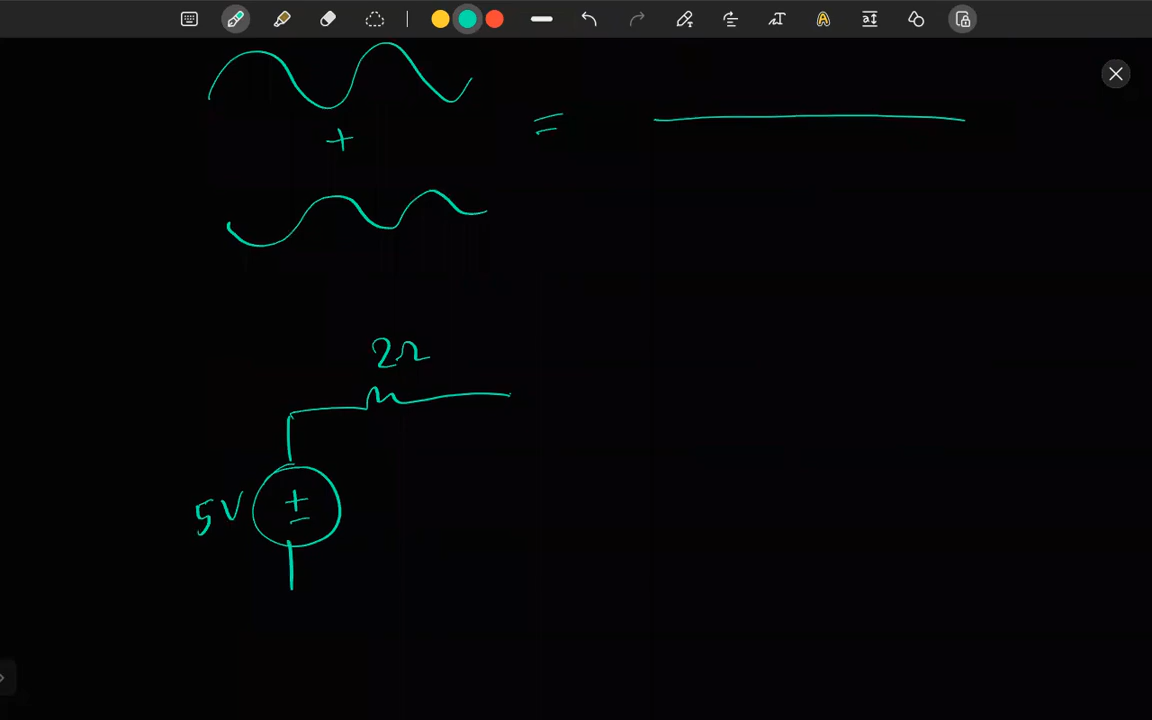 +
=
2Ω
+
5V
−